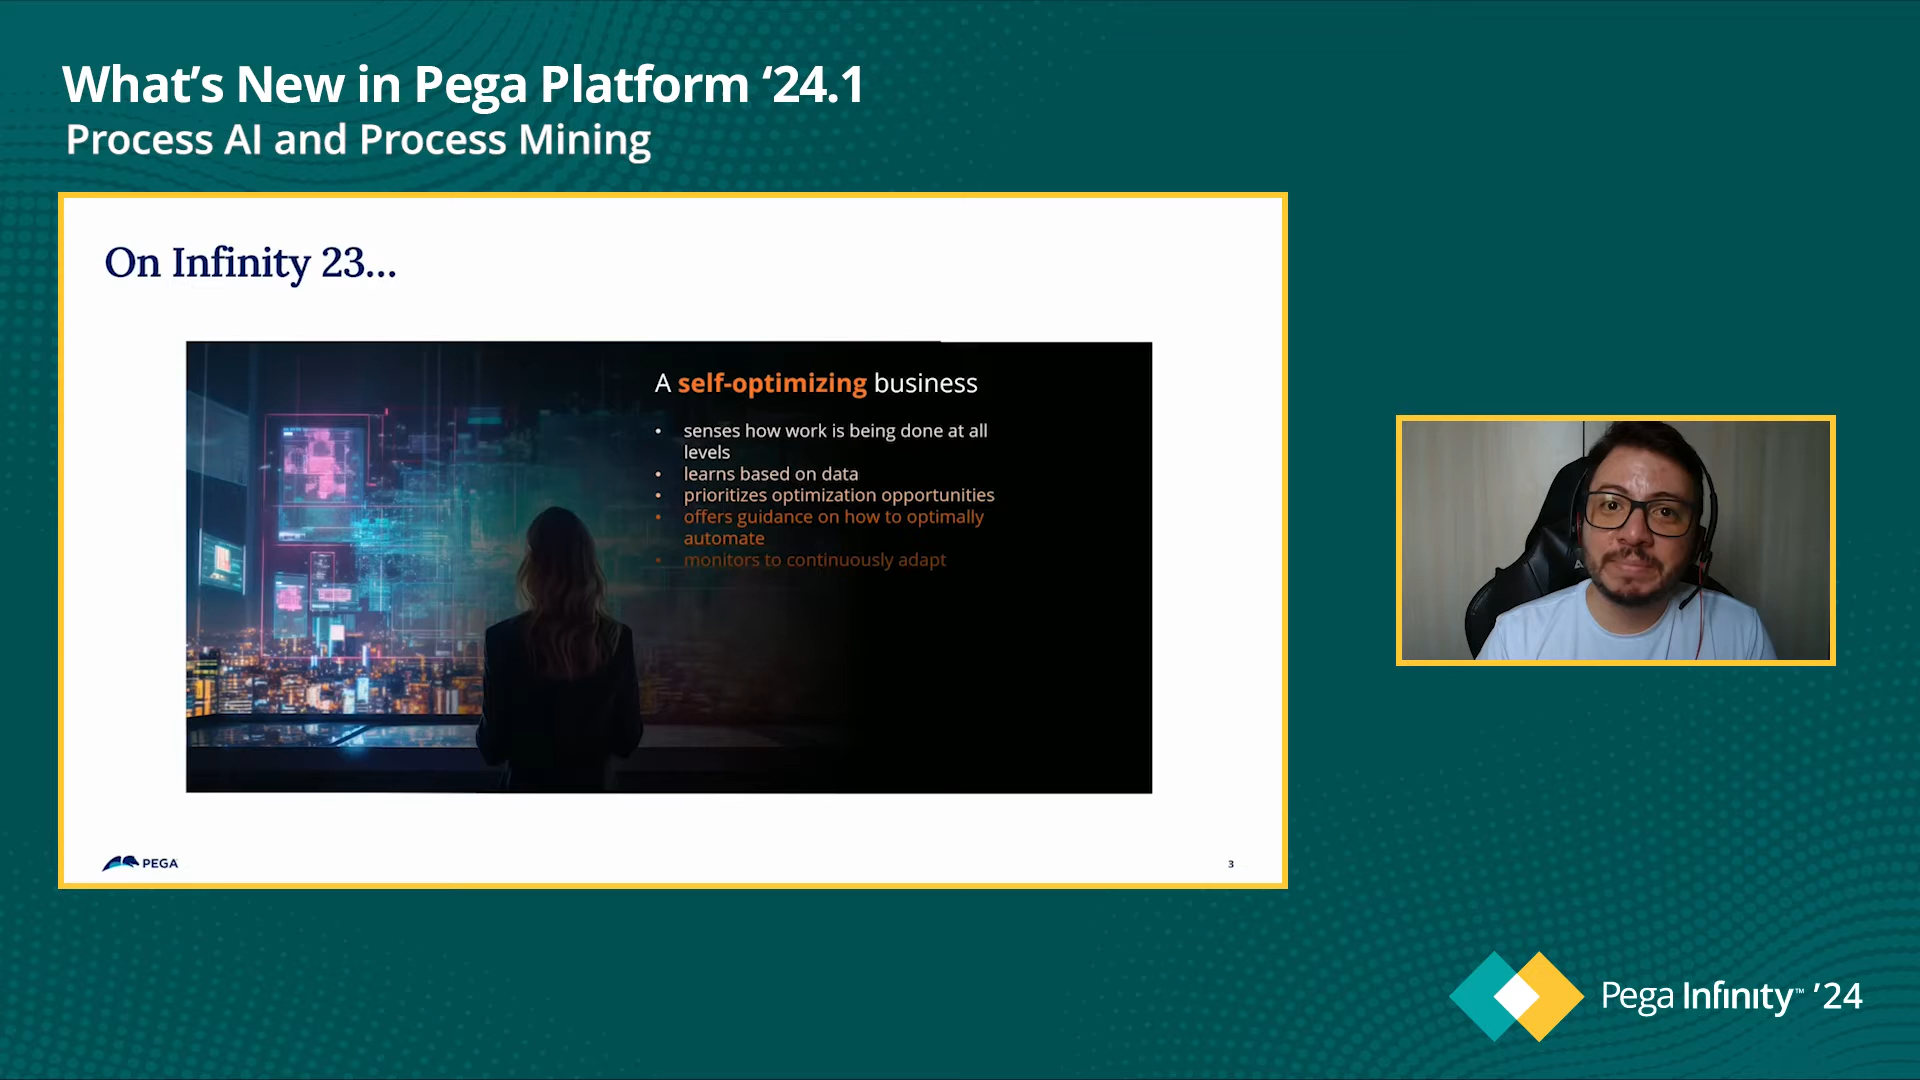 What's New in Pega Platform ‘24.1
Process AI and Process Mining
On Infinity 23...
A self-optimizing business
• senses how work is being done at all
levels
• learns based on data
• prioritizes optimization opportunities
• offers guidance on how to optimally
automate
• monitors to continuously adapt
PEGA
3
Pega Infinity™ ’24